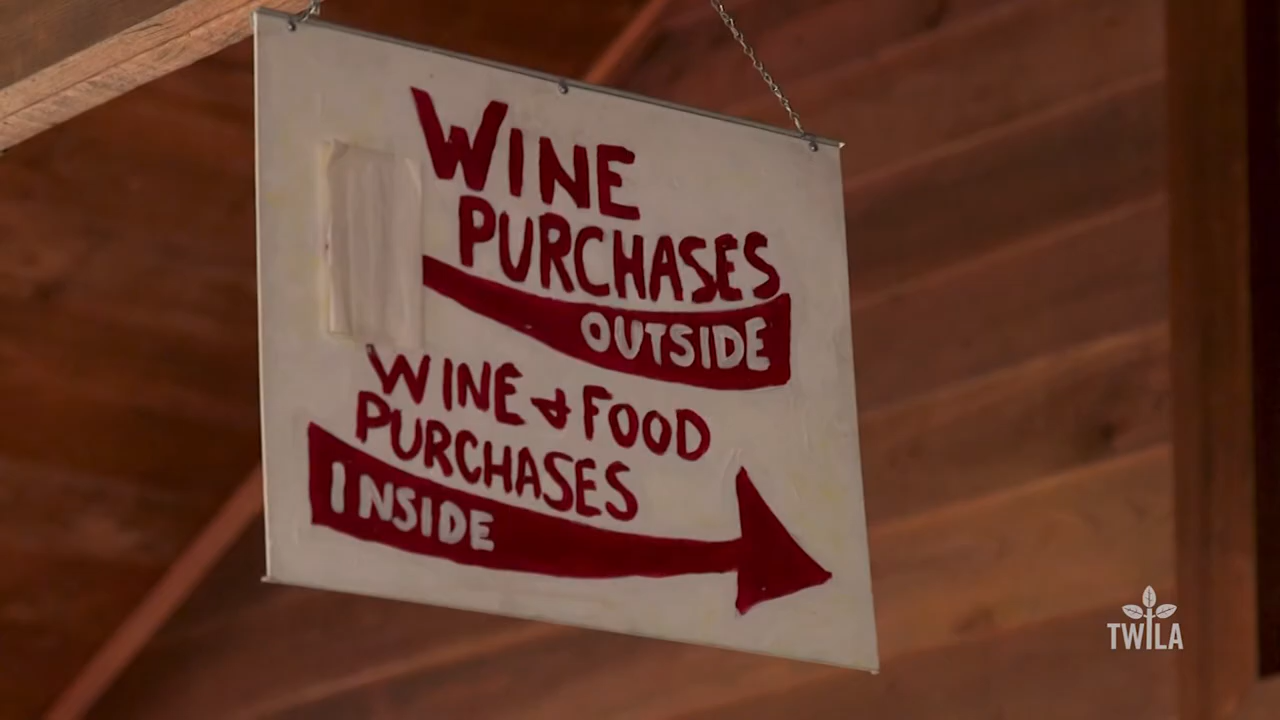 WINE
PURCHASES
OUTSIDE
WINE & FOOD
PURCHASES
INSIDE
TWILA